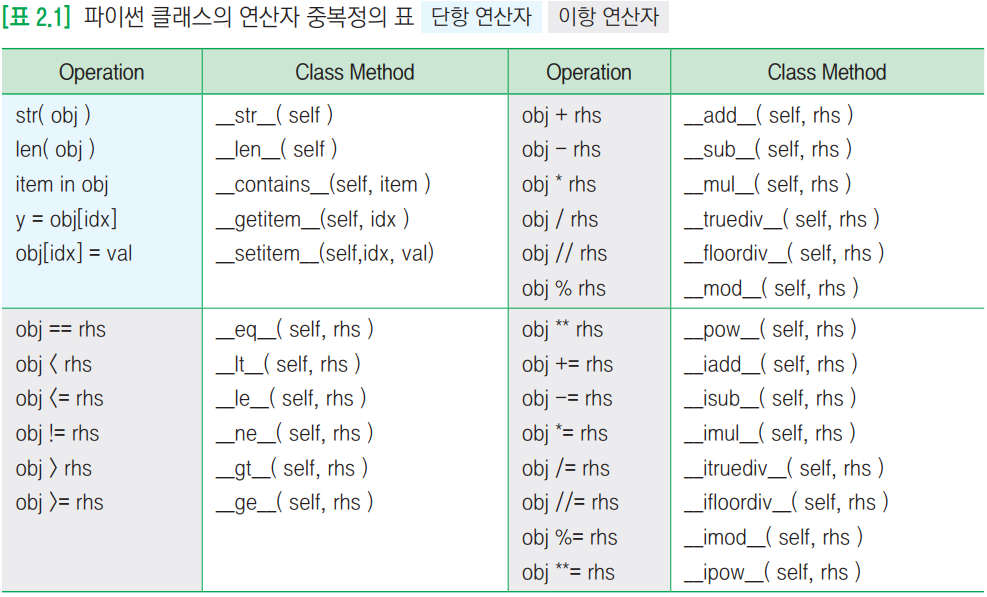 [표 2.1] 파이썬 클래스의 연산자 중복정의 표 단항 연산자 이항 연산자
Operation Class Method Operation Class Method
str( obj ) __str__( self ) obj + rhs __add__( self, rhs )
len( obj ) __len__( self ) obj - rhs __sub__( self, rhs )
item in obj __contains__(self, item ) obj * rhs __mul__( self, rhs )
y = obj[idx] __getitem__(self, idx ) obj / rhs __truediv__( self, rhs )
obj[idx] = val __setitem__(self,idx, val) obj // rhs __floordiv__( self, rhs )
obj % rhs __mod__( self, rhs )
obj == rhs __eq__( self, rhs ) obj ** rhs __pow__( self, rhs )
obj < rhs __lt__( self, rhs ) obj += rhs __iadd__( self, rhs )
obj <= rhs __le__( self, rhs ) obj -= rhs __isub__( self, rhs )
obj != rhs __ne__( self, rhs ) obj *= rhs __imul__( self, rhs )
obj > rhs __gt__( self, rhs ) obj /= rhs __itruediv__( self, rhs )
obj >= rhs __ge__( self, rhs ) obj //= rhs __ifloordiv__( self, rhs )
obj %= rhs __imod__( self, rhs )
obj **= rhs __ipow__( self, rhs )